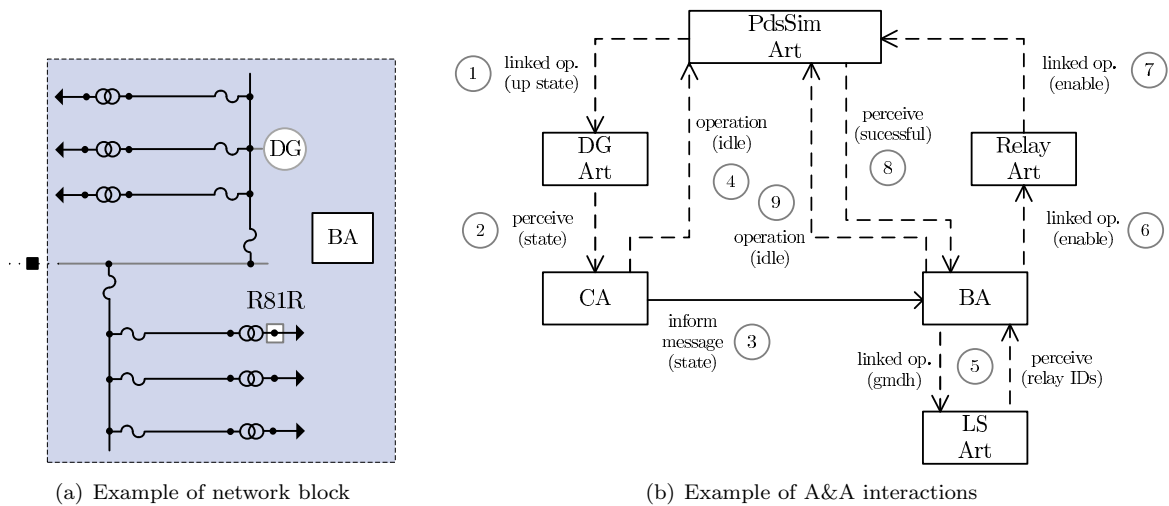 DG
BA
R81R
(a) Example of network block
PdsSim
Art
1
linked op.
(up state)
operation
(idle)
perceive
(sucessful)
linked op.
(enable)
7
DG
Art
4
8
Relay
Art
9
2
perceive
(state)
operation
(idle)
linked op.
(enable)
6
CA
BA
inform
message
(state)
3
linked op.
(gmdh)
5
perceive
(relay IDs)
LS
Art
(b) Example of A&A interactions